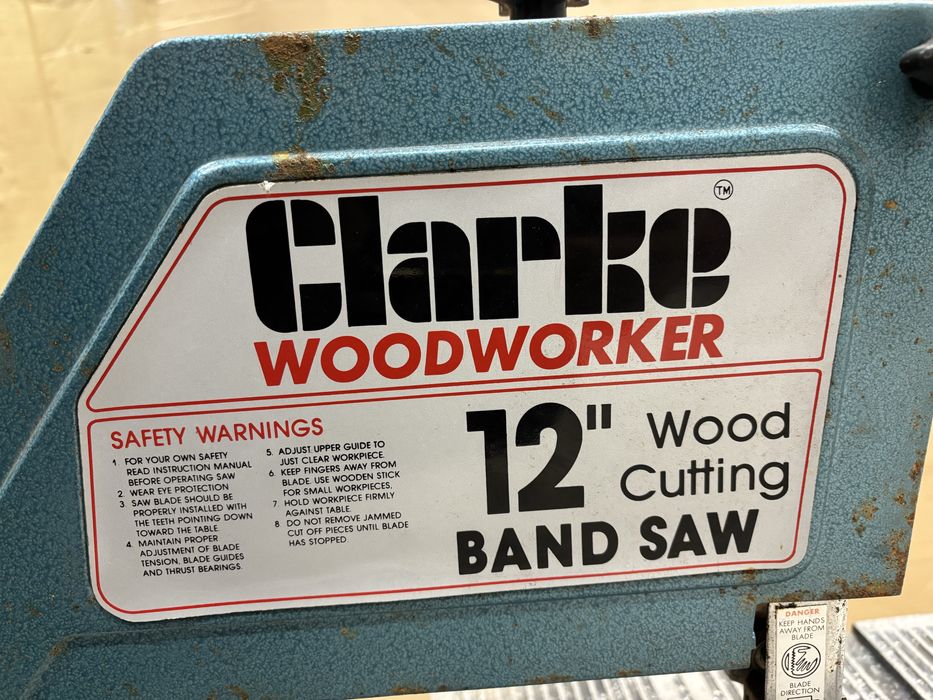 Clarke TM
WOODWORKER
SAFETY WARNINGS
1 FOR YOUR OWN SAFETY
READ INSTRUCTION MANUAL
BEFORE OPERATING SAW
2. WEAR EYE PROTECTION
3 SAW BLADE SHOULD BE
PROPERLY INSTALLED WITH
THE TEETH POINTING DOWN
TOWARD THE TABLE.
4. MAINTAIN PROPER
ADJUSTMENT OF BLADE
TENSION, BLADE GUIDES
AND THRUST BEARINGS.
5. ADJUST UPPER GUIDE TO
JUST CLEAR WORKPIECE.
6. KEEP FINGERS AWAY FROM
BLADE. USE WOODEN STICK
FOR SMALL WORKPIECES.
7 HOLD WORKPIECE FIRMLY
AGAINST TABLE.
8 DO NOT REMOVE JAMMED
CUT OFF PIECES UNTIL BLADE
HAS STOPPED.
12" Wood
Cutting
BAND SAW
DANGER
KEEP HANDS
AWAY FROM
BLADE
BLADE
DIRECTION